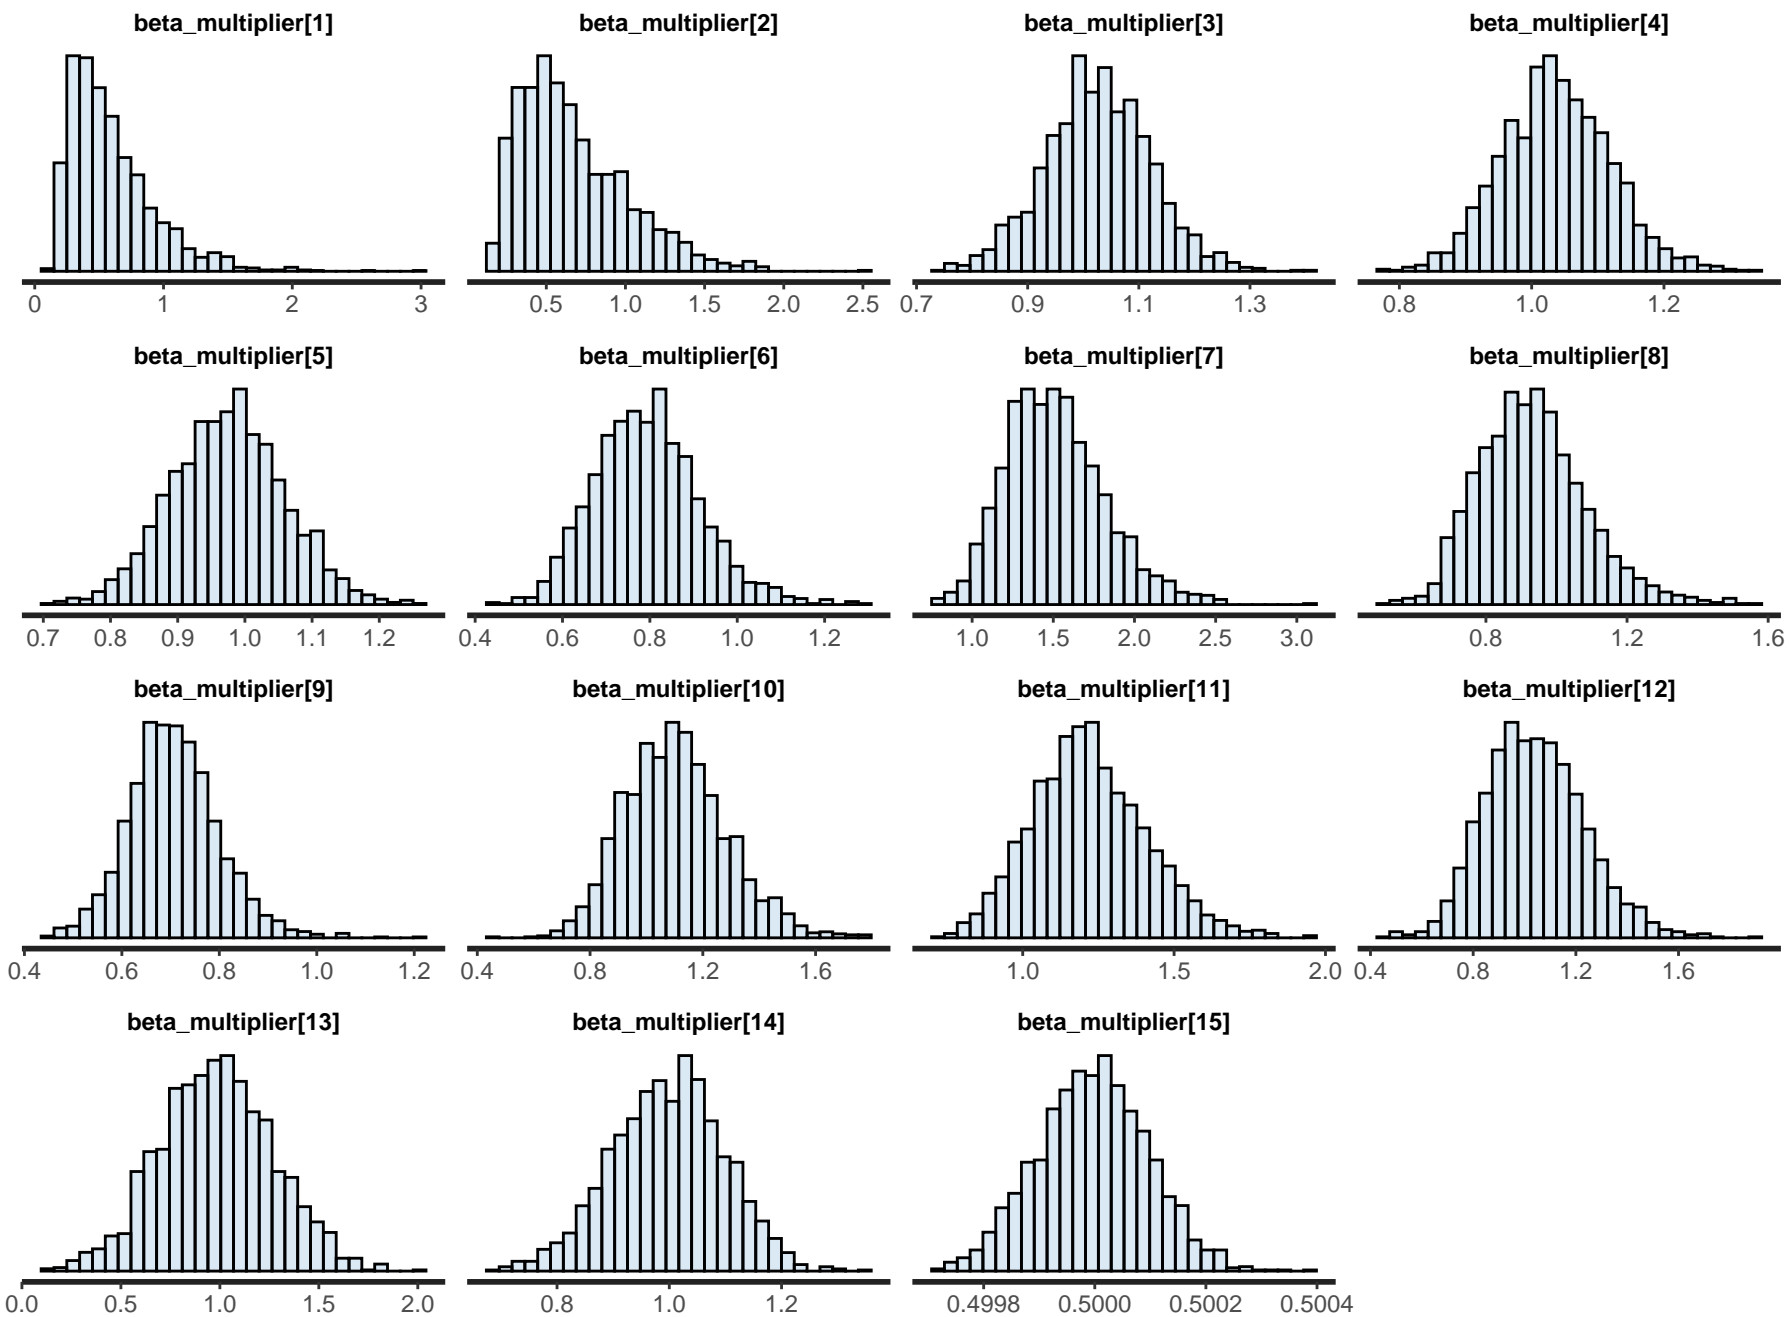 beta_multiplier[1] beta_multiplier[2] beta_multiplier[3] beta_multiplier[4]
0 1 2 3 0.5 1.0 1.5 2.0 2.5 0.7 0.9 1.1 1.3 0.8 1.0 1.2
beta_multiplier[5] beta_multiplier[6] beta_multiplier[7] beta_multiplier[8]
0.7 0.8 0.9 1.0 1.1 1.2 0.4 0.6 0.8 1.0 1.2 1.0 1.5 2.0 2.5 3.0 0.8 1.2 1.6
beta_multiplier[9] beta_multiplier[10] beta_multiplier[11] beta_multiplier[12]
0.4 0.6 0.8 1.0 1.2 0.4 0.8 1.2 1.6 1.0 1.5 2.0 0.4 0.8 1.2 1.6
beta_multiplier[13] beta_multiplier[14] beta_multiplier[15]
0.0 0.5 1.0 1.5 2.0 0.8 1.0 1.2 0.4998 0.5000 0.5002 0.5004